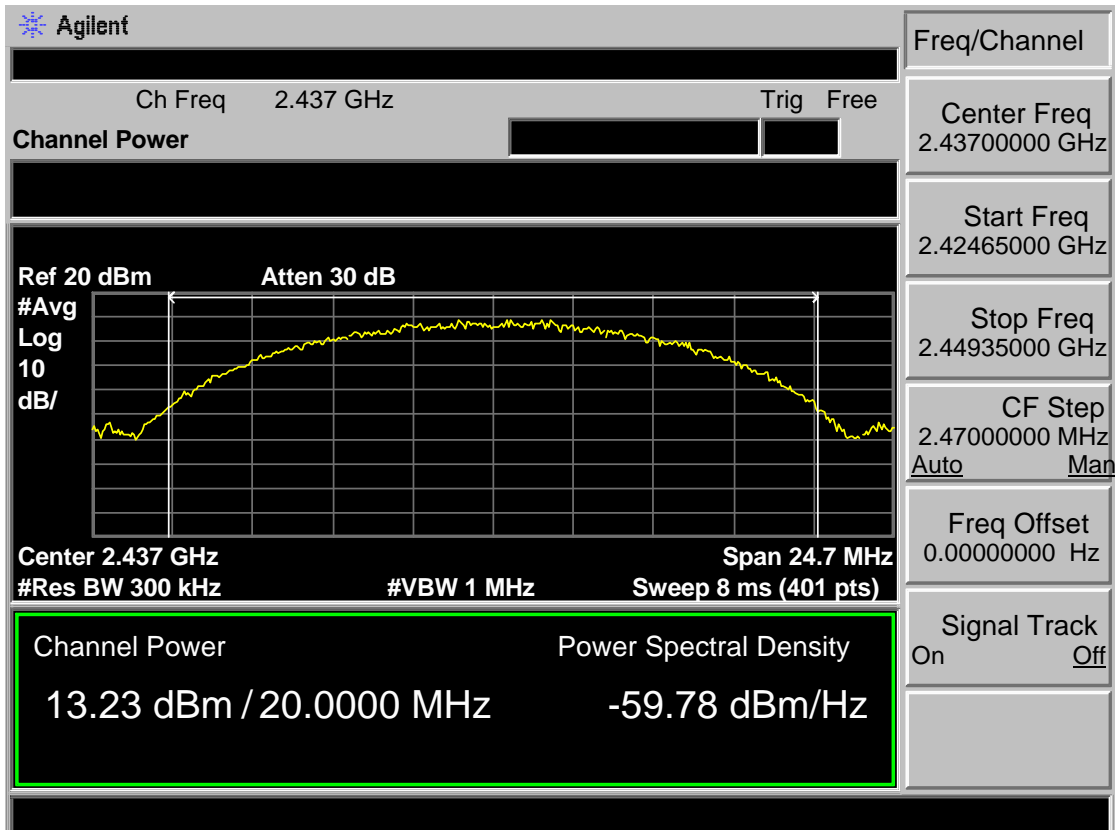 Agilent
Freq/Channel
Ch Freq 2.437 GHz Trig Free
Channel Power
Center Freq
2.43700000 GHz
Start Freq
2.42465000 GHz
Stop Freq
2.44935000 GHz
CF Step
2.47000000 MHz
Auto Man
Freq Offset
0.00000000 Hz
Signal Track
On Off
Ref 20 dBm Atten 30 dB
#Avg
Log
10
dB/
Center 2.437 GHz Span 24.7 MHz
#Res BW 300 kHz #VBW 1 MHz Sweep 8 ms (401 pts)
Channel Power Power Spectral Density
13.23 dBm / 20.0000 MHz -59.78 dBm/Hz